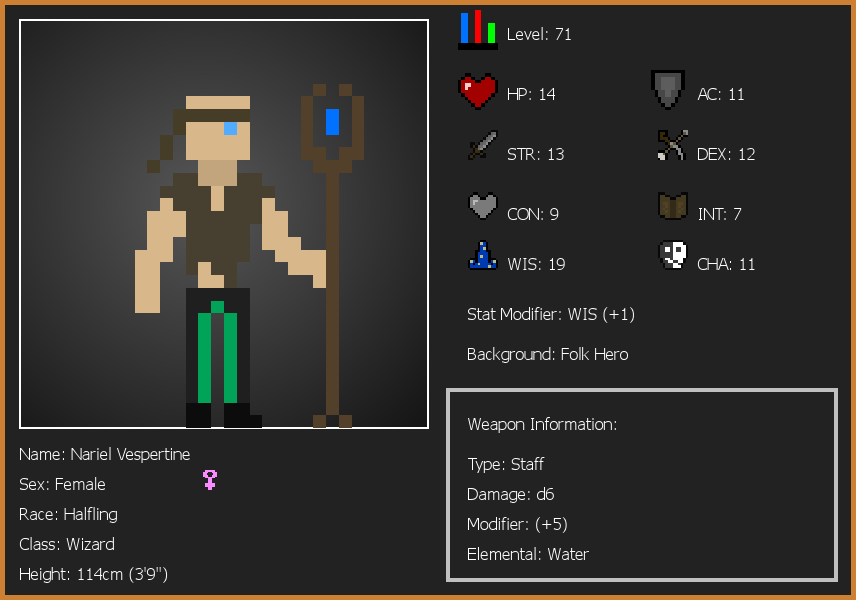 Level: 71
HP: 14
AC: 11
STR: 13
DEX: 12
CON: 9
INT: 7
WIS: 19
CHA: 11
Stat Modifier: WIS (+1)
Background: Folk Hero
Weapon Information:
Type: Staff
Damage: d6
Modifier: (+5)
Elemental: Water
Name: Nariel Vespertine
Sex: Female
Race: Halfling
Class: Wizard
Height: 114cm (3'9")